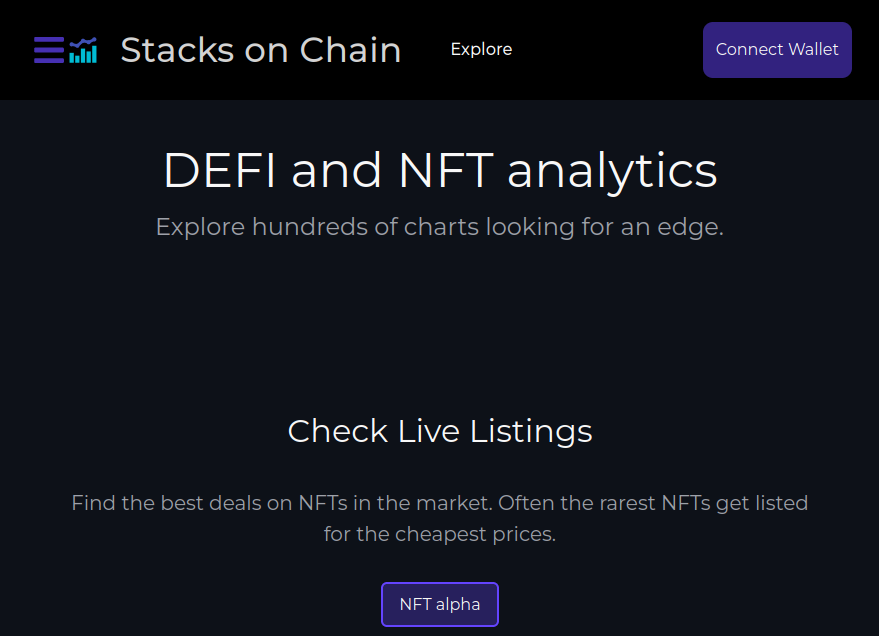 Stacks on Chain
Explore
Connect Wallet
DEFI and NFT analytics
Explore hundreds of charts looking for an edge.
Check Live Listings
Find the best deals on NFTs in the market. Often the rarest NFTs get listed
for the cheapest prices.
NFT alpha